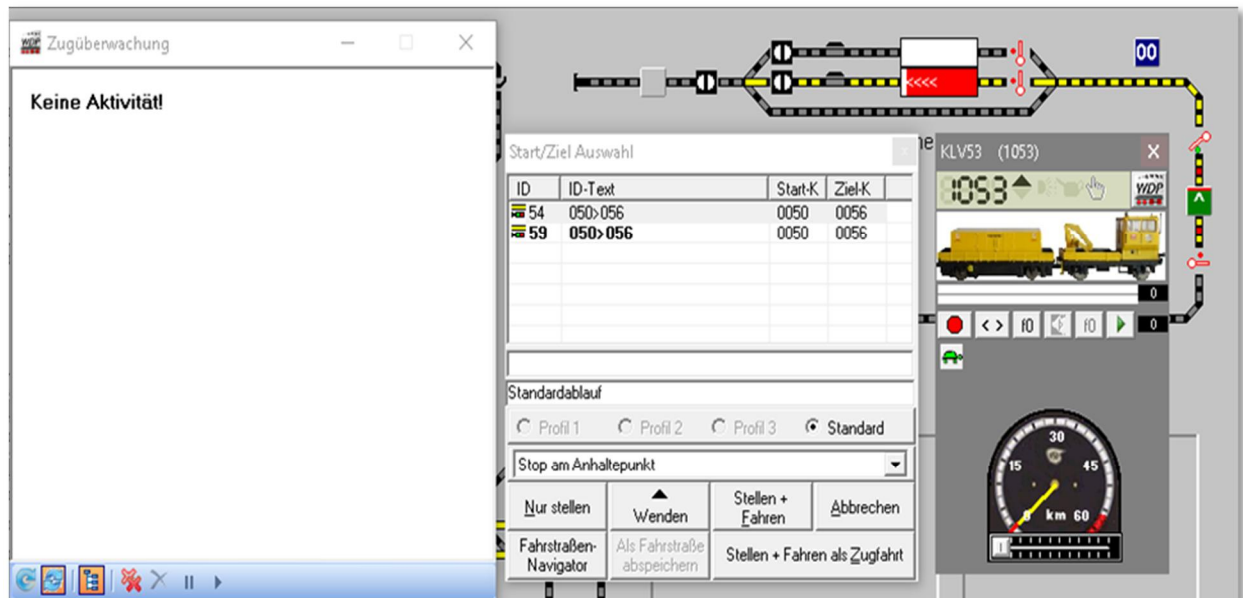 WDP Zugüberwachung
Keine Aktivität!
00
<<<<
Start/Ziel Auswahl
ID ID-Text Start-K Ziel-K
54 050>056 0050 0056
59 050>056 0050 0056
Standardablauf
Profil 1 Profil 2 Profil 3 Standard
Stop am Anhaltepunkt
Nur stellen
Wenden
Stellen +
Fahren
Abbrechen
Fahrstraßen-
Navigator
Als Fahrstraße
abspeichern
Stellen + Fahren als Zugfahrt
ne
KLV53 (1053)
1053
WDP
0
< > f0 f0 0
30
15 45
0 km 60